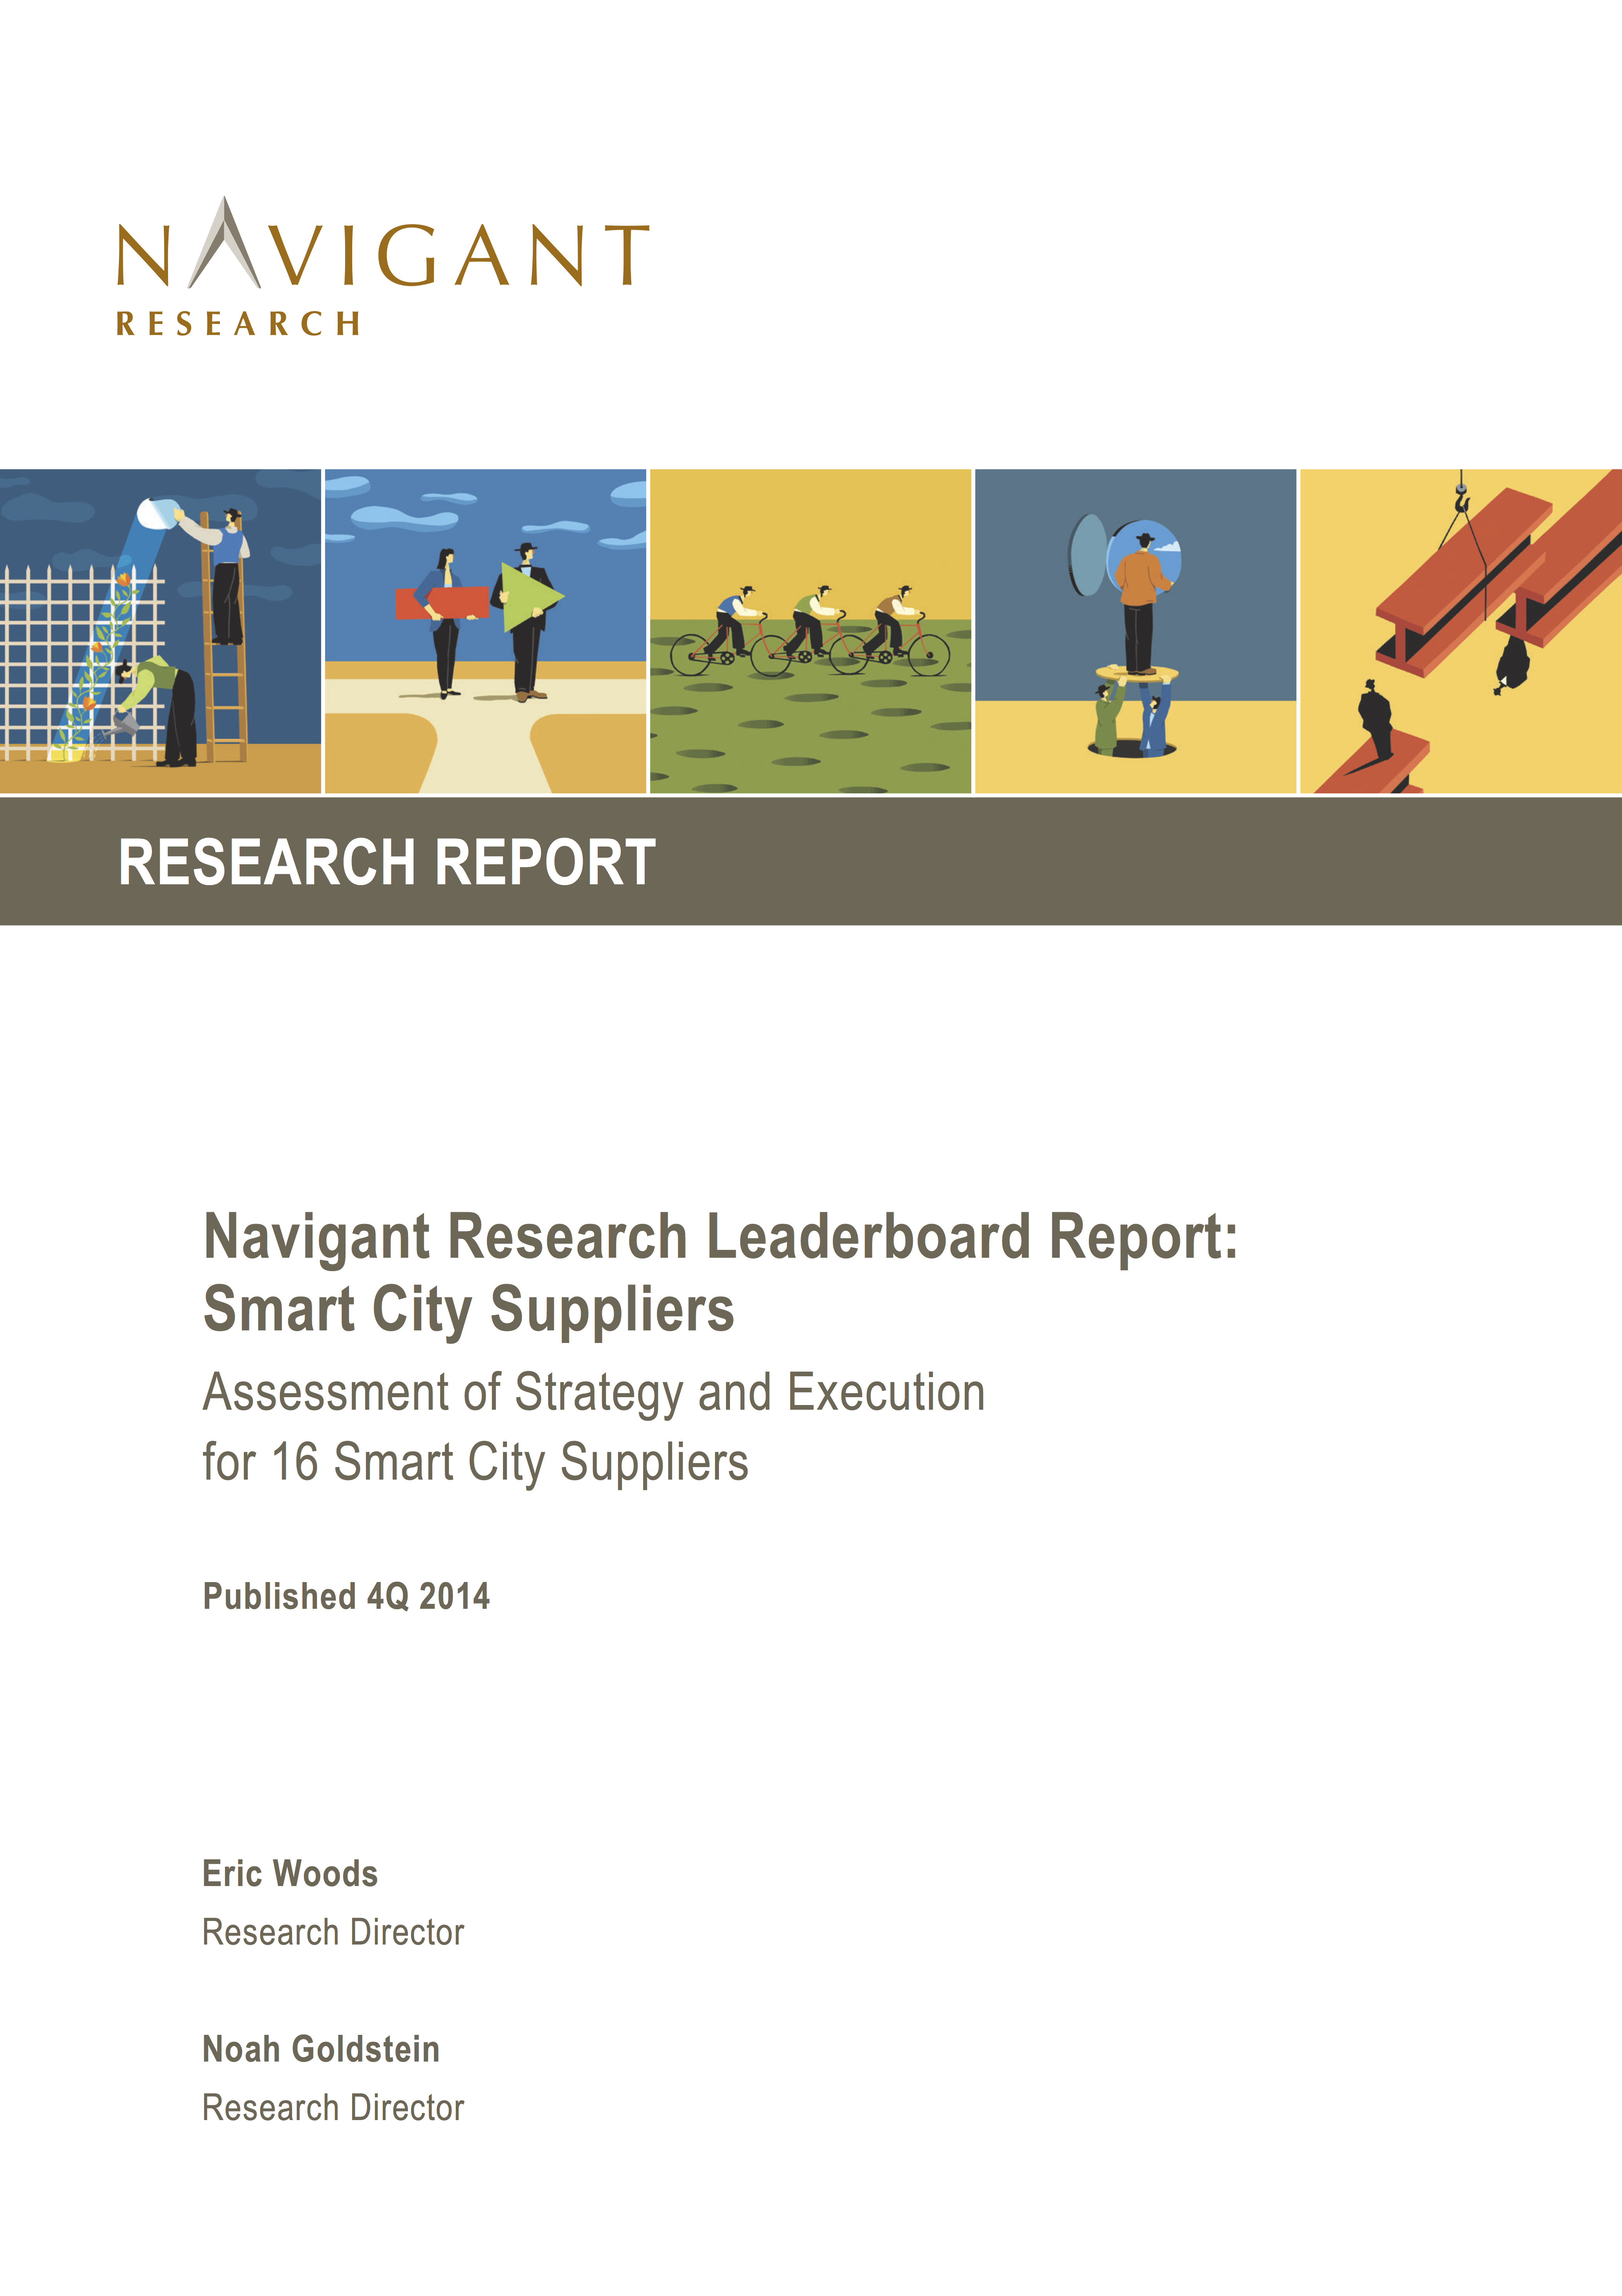 NAVIGANT
RESEARCH
RESEARCH REPORT
Navigant Research Leaderboard Report:
Smart City Suppliers
Assessment of Strategy and Execution
for 16 Smart City Suppliers
Published 4Q 2014
Eric Woods
Research Director
Noah Goldstein
Research Director